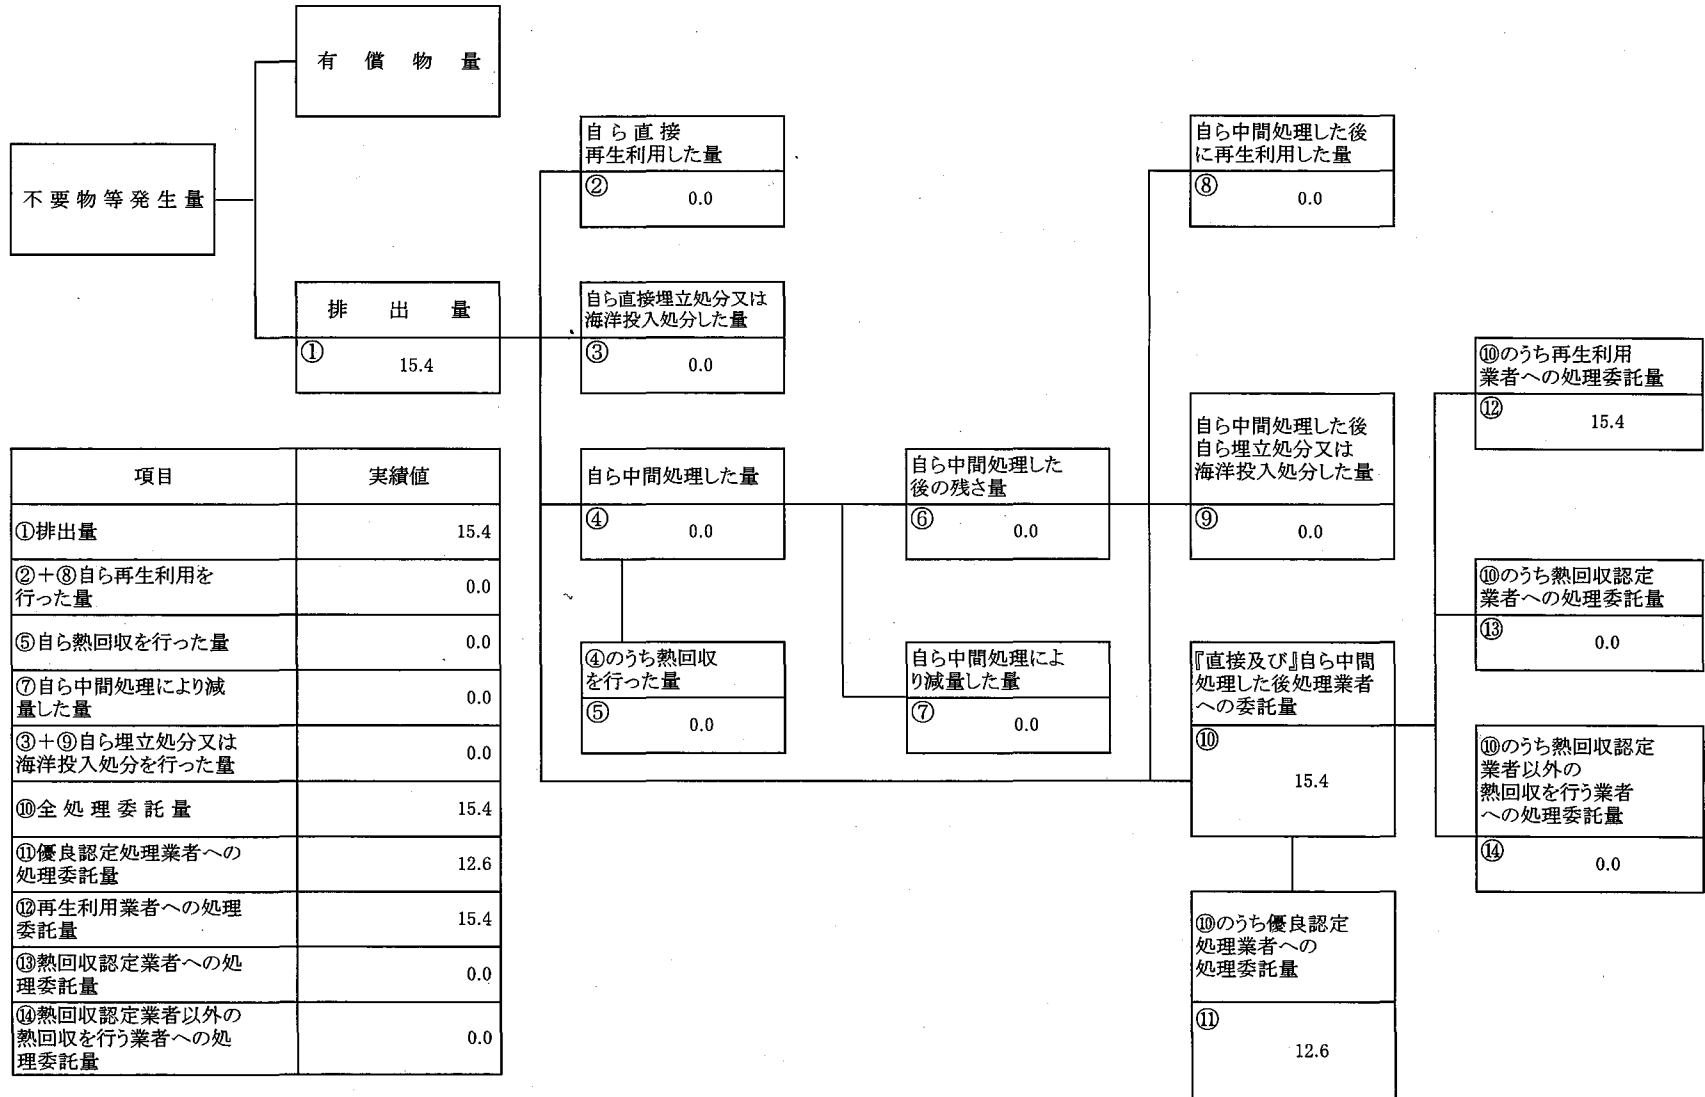 有償物量
不要物等発生量
排出量
①
15.4
自ら直接
再生利用した量
②
0.0
自ら直接埋立処分又は
海洋投入処分した量
③
0.0
自ら中間処理した量
④
0.0
④のうち熱回収
を行った量
⑤
0.0
自ら中間処理した
後の残さ量
⑥
0.0
自ら中間処理によ
り減量した量
⑦
0.0
自ら中間処理した後
に再生利用した量
⑧
0.0
自ら中間処理した後
自ら埋立処分又は
海洋投入処分した量
⑨
0.0
『直接及び』自ら中間
処理した後処理業者
への委託量
⑩
15.4
⑩のうち優良認定
処理業者への
処理委託量
⑪
12.6
⑩のうち再生利用
業者への処理委託量
⑫
15.4
⑩のうち熱回収認定
業者への処理委託量
⑬
0.0
⑩のうち熱回収認定
業者以外の
熱回収を行う業者
への処理委託量
⑭
0.0
項目 実績値
①排出量 15.4
②+⑧自ら再生利用を
行った量 0.0
⑤自ら熱回収を行った量 0.0
⑦自ら中間処理により減
量した量 0.0
③+⑨自ら埋立処分又は
海洋投入処分を行った量 0.0
⑩全処理委託量 15.4
⑪優良認定処理業者への
処理委託量 12.6
⑫再生利用業者への処理
委託量 15.4
⑬熱回収認定業者への処
理委託量 0.0
⑭熱回収認定業者以外の
熱回収を行う業者への処
理委託量 0.0